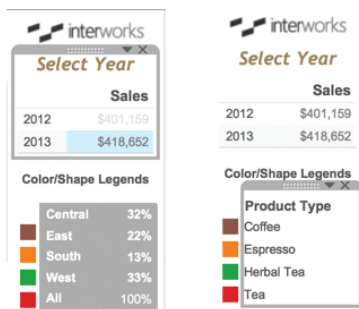 interworks
Select Year
Sales
2012 $401,159
2013 $418,652
Color/Shape Legends
Central 32%
East 22%
South 13%
West 33%
All 100%
interworks
Select Year
Sales
2012 $401,159
2013 $418,652
Color/Shape Legends
Product Type
Coffee
Espresso
Herbal Tea
Tea